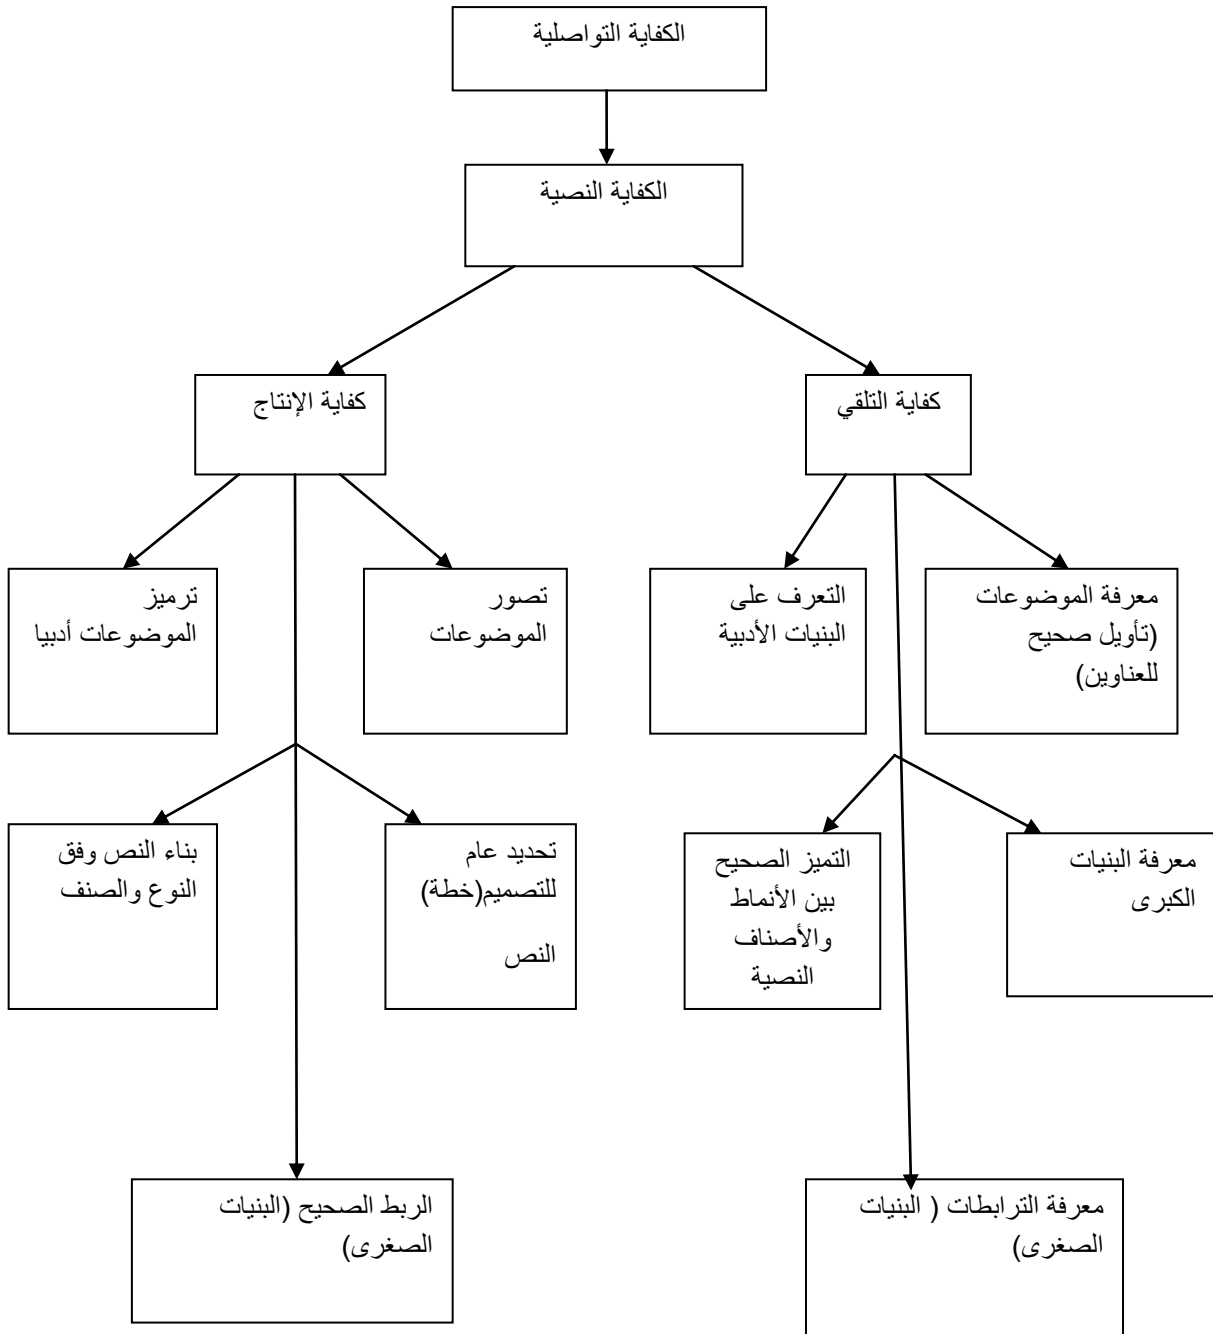 الكفاية التواصلية
الكفاية النصية
كفاية التلقي
كفاية الإنتاج
معرفة الموضوعات
(تأويل صحيح
للعناوين)
التعرف على
البنيات الأدبية
تصور
الموضوعات
ترميز
الموضوعات أدبيا
معرفة البنيات
الكبرى
التميز الصحيح
بين الأنماط
والأصناف
النصية
تحديد عام
للتصميم(خطة)
النص
بناء النص وفق
النوع والصنف
معرفة الترابطات ( البنيات
الصغرى)
الربط الصحيح (البنيات
الصغرى)